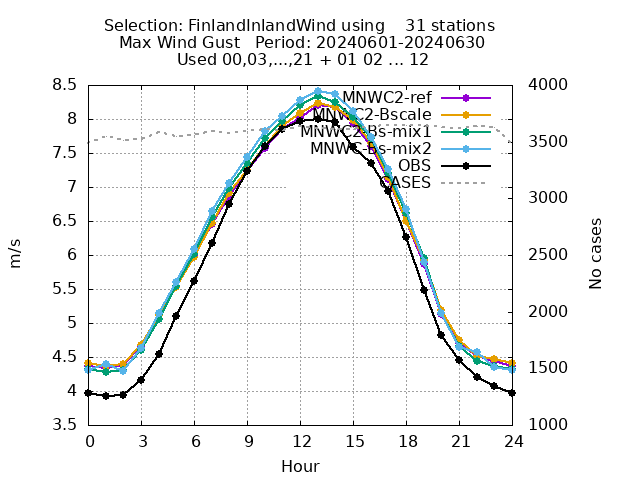 Selection: FinlandInlandWind using    31 stations
Max Wind Gust   Period: 20240601-20240630
Used 00,03,...,21 + 01 02 ... 12
8.5
8
7.5
7
6.5
6
5.5
5
4.5
4
3.5
m/s
4000
3500
3000
2500
2000
1500
1000
No cases
MNWC2-ref
MNWC2-Bscale
MNWC2-Bs-mix1
MNWC-Bs-mix2
OBS
CASES
0 3 6 9 12 15 18 21 24
Hour